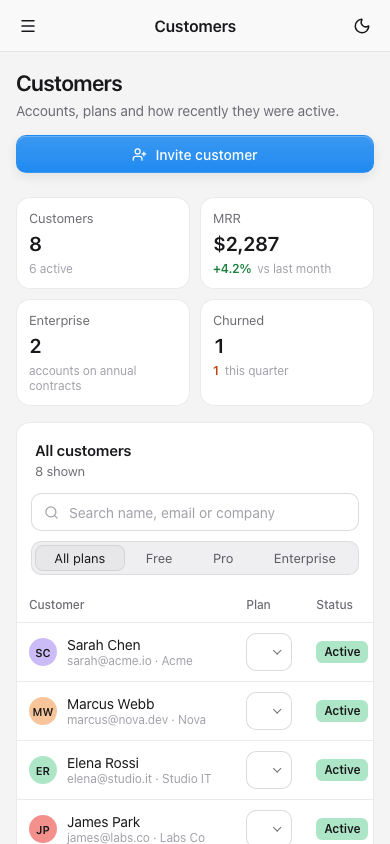 Customers
Customers
Accounts, plans and how recently they were active.
Invite customer
Customers
8
6 active
MRR
$2,287
+4.2% vs last month
Enterprise
2
accounts on annual
contracts
Churned
1
1 this quarter
All customers
8 shown
Search name, email or company
All plans Free Pro Enterprise
Customer Plan Status
SC Sarah Chen Active
sarah@acme.io · Acme
MW Marcus Webb Active
marcus@nova.dev · Nova
ER Elena Rossi Active
elena@studio.it · Studio IT
JP James Park Active
james@labs.co · Labs Co